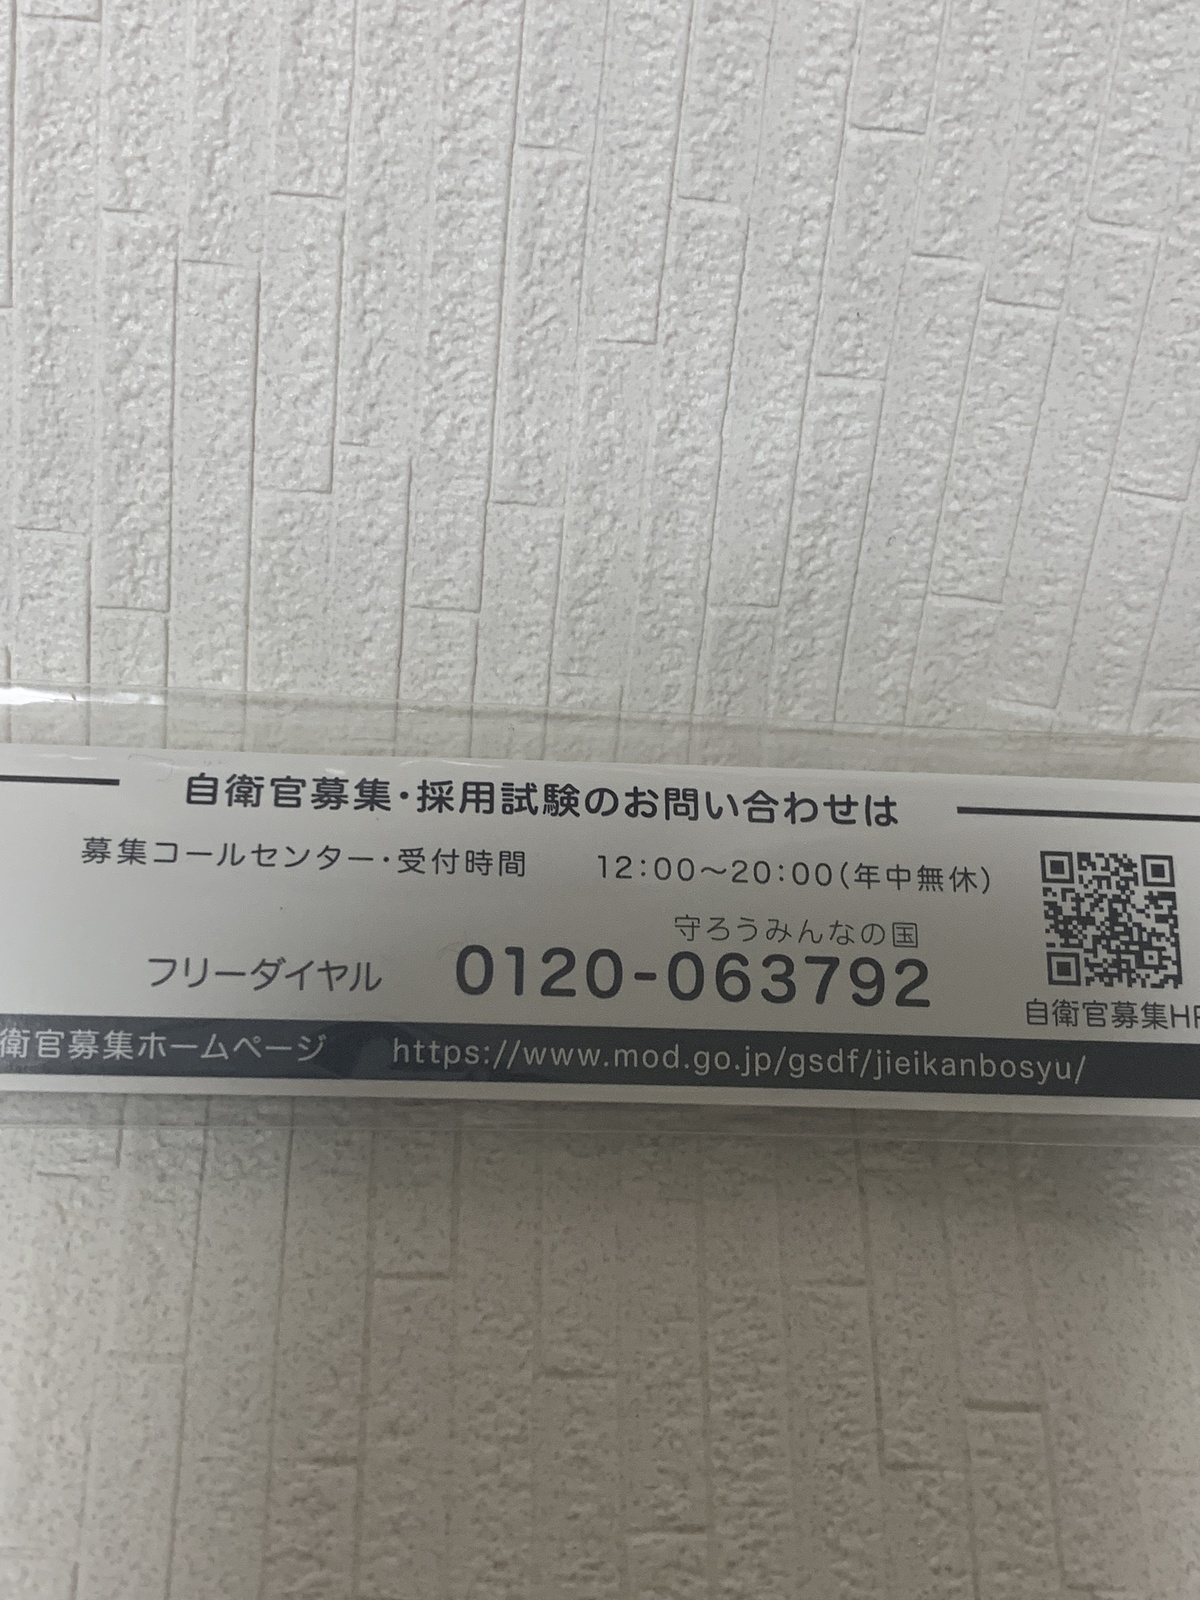 自衛官募集・採用試験のお問い合わせは
募集コールセンター・受付時間 12:00〜20:00(年中無休)
守ろうみんなの国
フリーダイヤル 0120-063792
自衛官募集HP
衛官募集ホームページ https://www.mod.go.jp/gsdf/jieikanbosyu/